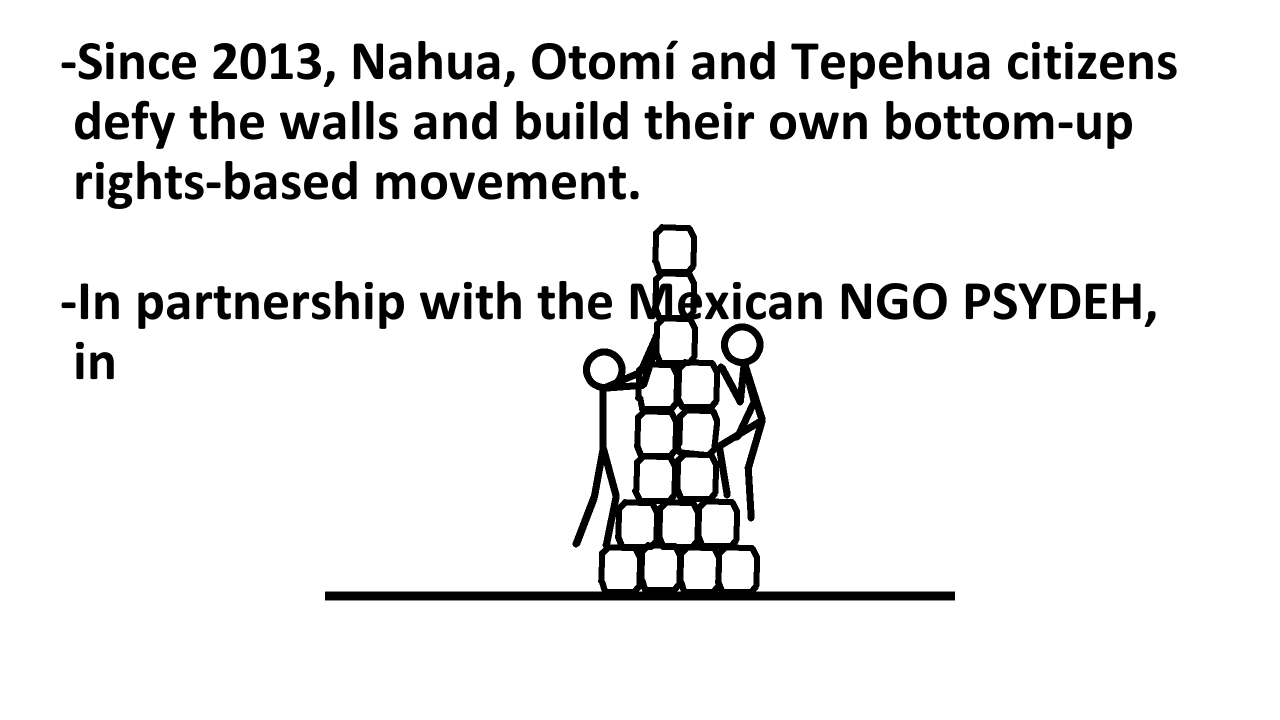 -Since 2013, Nahua, Otomí and Tepehua citizens
defy the walls and build their own bottom-up
rights-based movement.
-In partnership with the Mexican NGO PSYDEH,
in